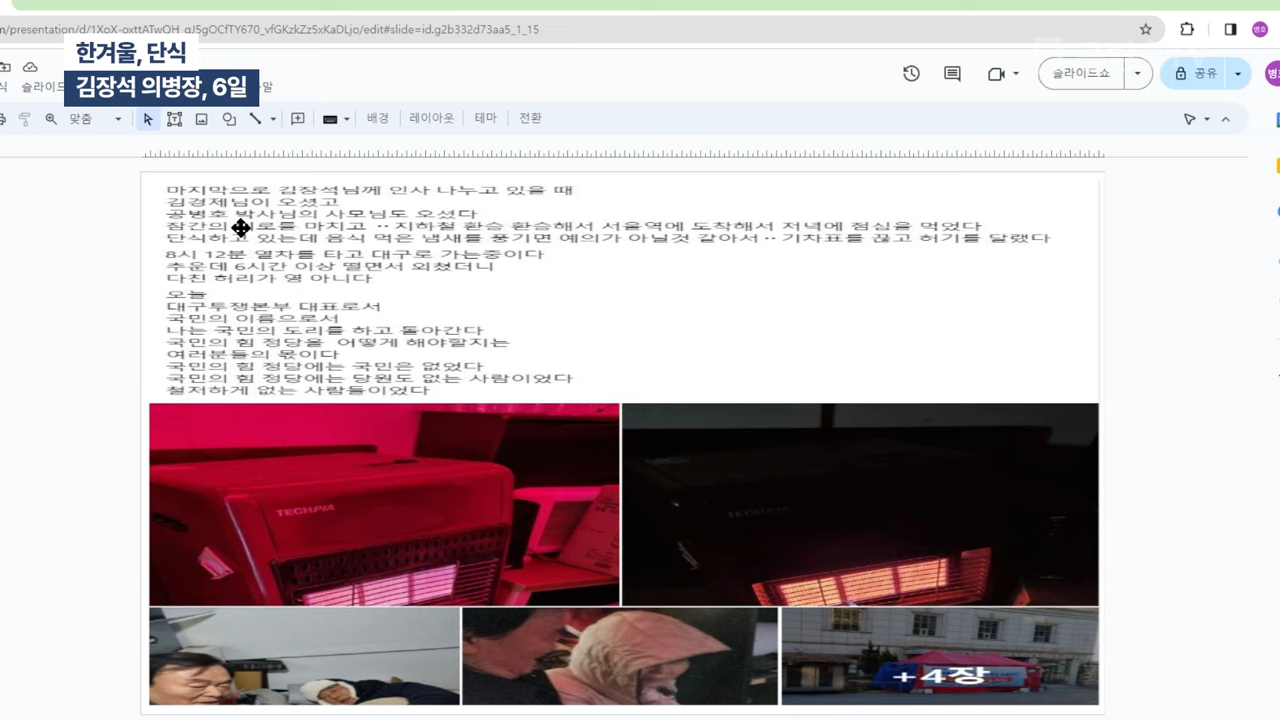 m/presentation/d/1XoX-oxttATwOH_gJ5gOCfTY670_vfGKzkZz5xKaDLjo/edit#slide=id.g2b332d73aa5_1_15
한겨울, 단식
김장석 의병장, 6일
슬라이드쇼
공유
맞춤
배경
레이아웃
테마
전환
마지막으로 김장석님께 인사 나누고 있을 때
김경제님이 오셨고
공병호 박사님의 사모님도 오셨다
잠간의 위로를 마치고 ··지하철 환승 환승해서 서울역에 도착해서 저녁에 점심을 먹었다
단식하고 있는데 음식 먹은 냄새를 풍기면 예의가 아닐것 같아서··기차표를 끊고 허기를 달랬다
8시 12분 열차를 타고 대구로 가는중이다
추운데 6시간 이상 떨면서 외쳤더니
다친 허리가 영 아니다
오늘
대구투쟁본부 대표로서
국민의 이름으로서
나는 국민의 도리를 하고 돌아간다
국민의 힘 정당을 어떻게 해야할지는
여러분들의 몫이다
국민의 힘 정당에는 국민은 없었다
국민의 힘 정당에는 당원도 없는 사람이었다
철저하게 없는 사람들이었다
TECHPIA
TECHPIA
+4장